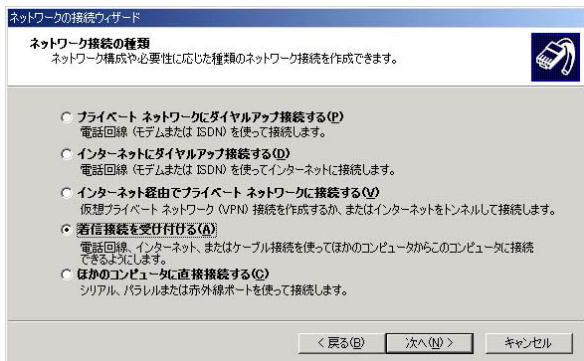 ネットワークの接続ウィザード
ネットワーク接続の種類
ネットワーク構成や必要性に応じた種類のネットワーク接続を作成できます。
プライベート ネットワークにダイヤルアップ接続する(P)
電話回線 (モデムまたは ISDN) を使って接続します。
インターネットにダイヤルアップ接続する(D)
電話回線 (モデムまたは ISDN) を使ってインターネットに接続します。
インターネット経由でプライベート ネットワークに接続する(V)
仮想プライベート ネットワーク (VPN) 接続を作成するか、またはインターネットをトンネルして接続します。
着信接続を受け付ける(A)
電話回線、インターネット、またはケーブル接続を使ってほかのコンピュータからこのコンピュータに接続
できるようにします。
ほかのコンピュータに直接接続する(C)
シリアル、パラレルまたは赤外線ポートを使って接続します。
< 戻る(B) 次へ(N) > キャンセル